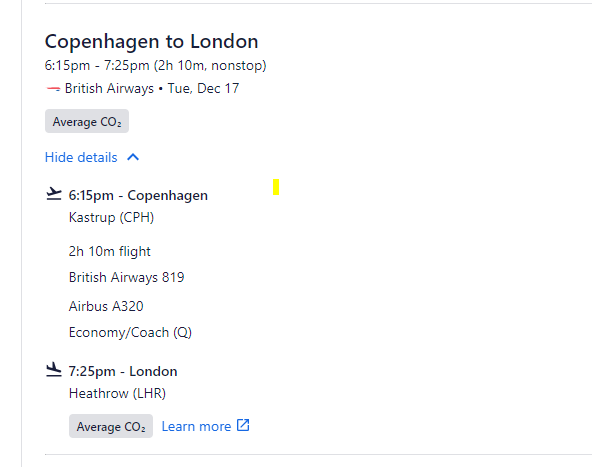 Copenhagen to London
6:15pm - 7:25pm (2h 10m, nonstop)
British Airways • Tue, Dec 17
Average CO₂
Hide details
6:15pm - Copenhagen
Kastrup (CPH)
2h 10m flight
British Airways 819
Airbus A320
Economy/Coach (Q)
7:25pm - London
Heathrow (LHR)
Average CO₂ Learn more